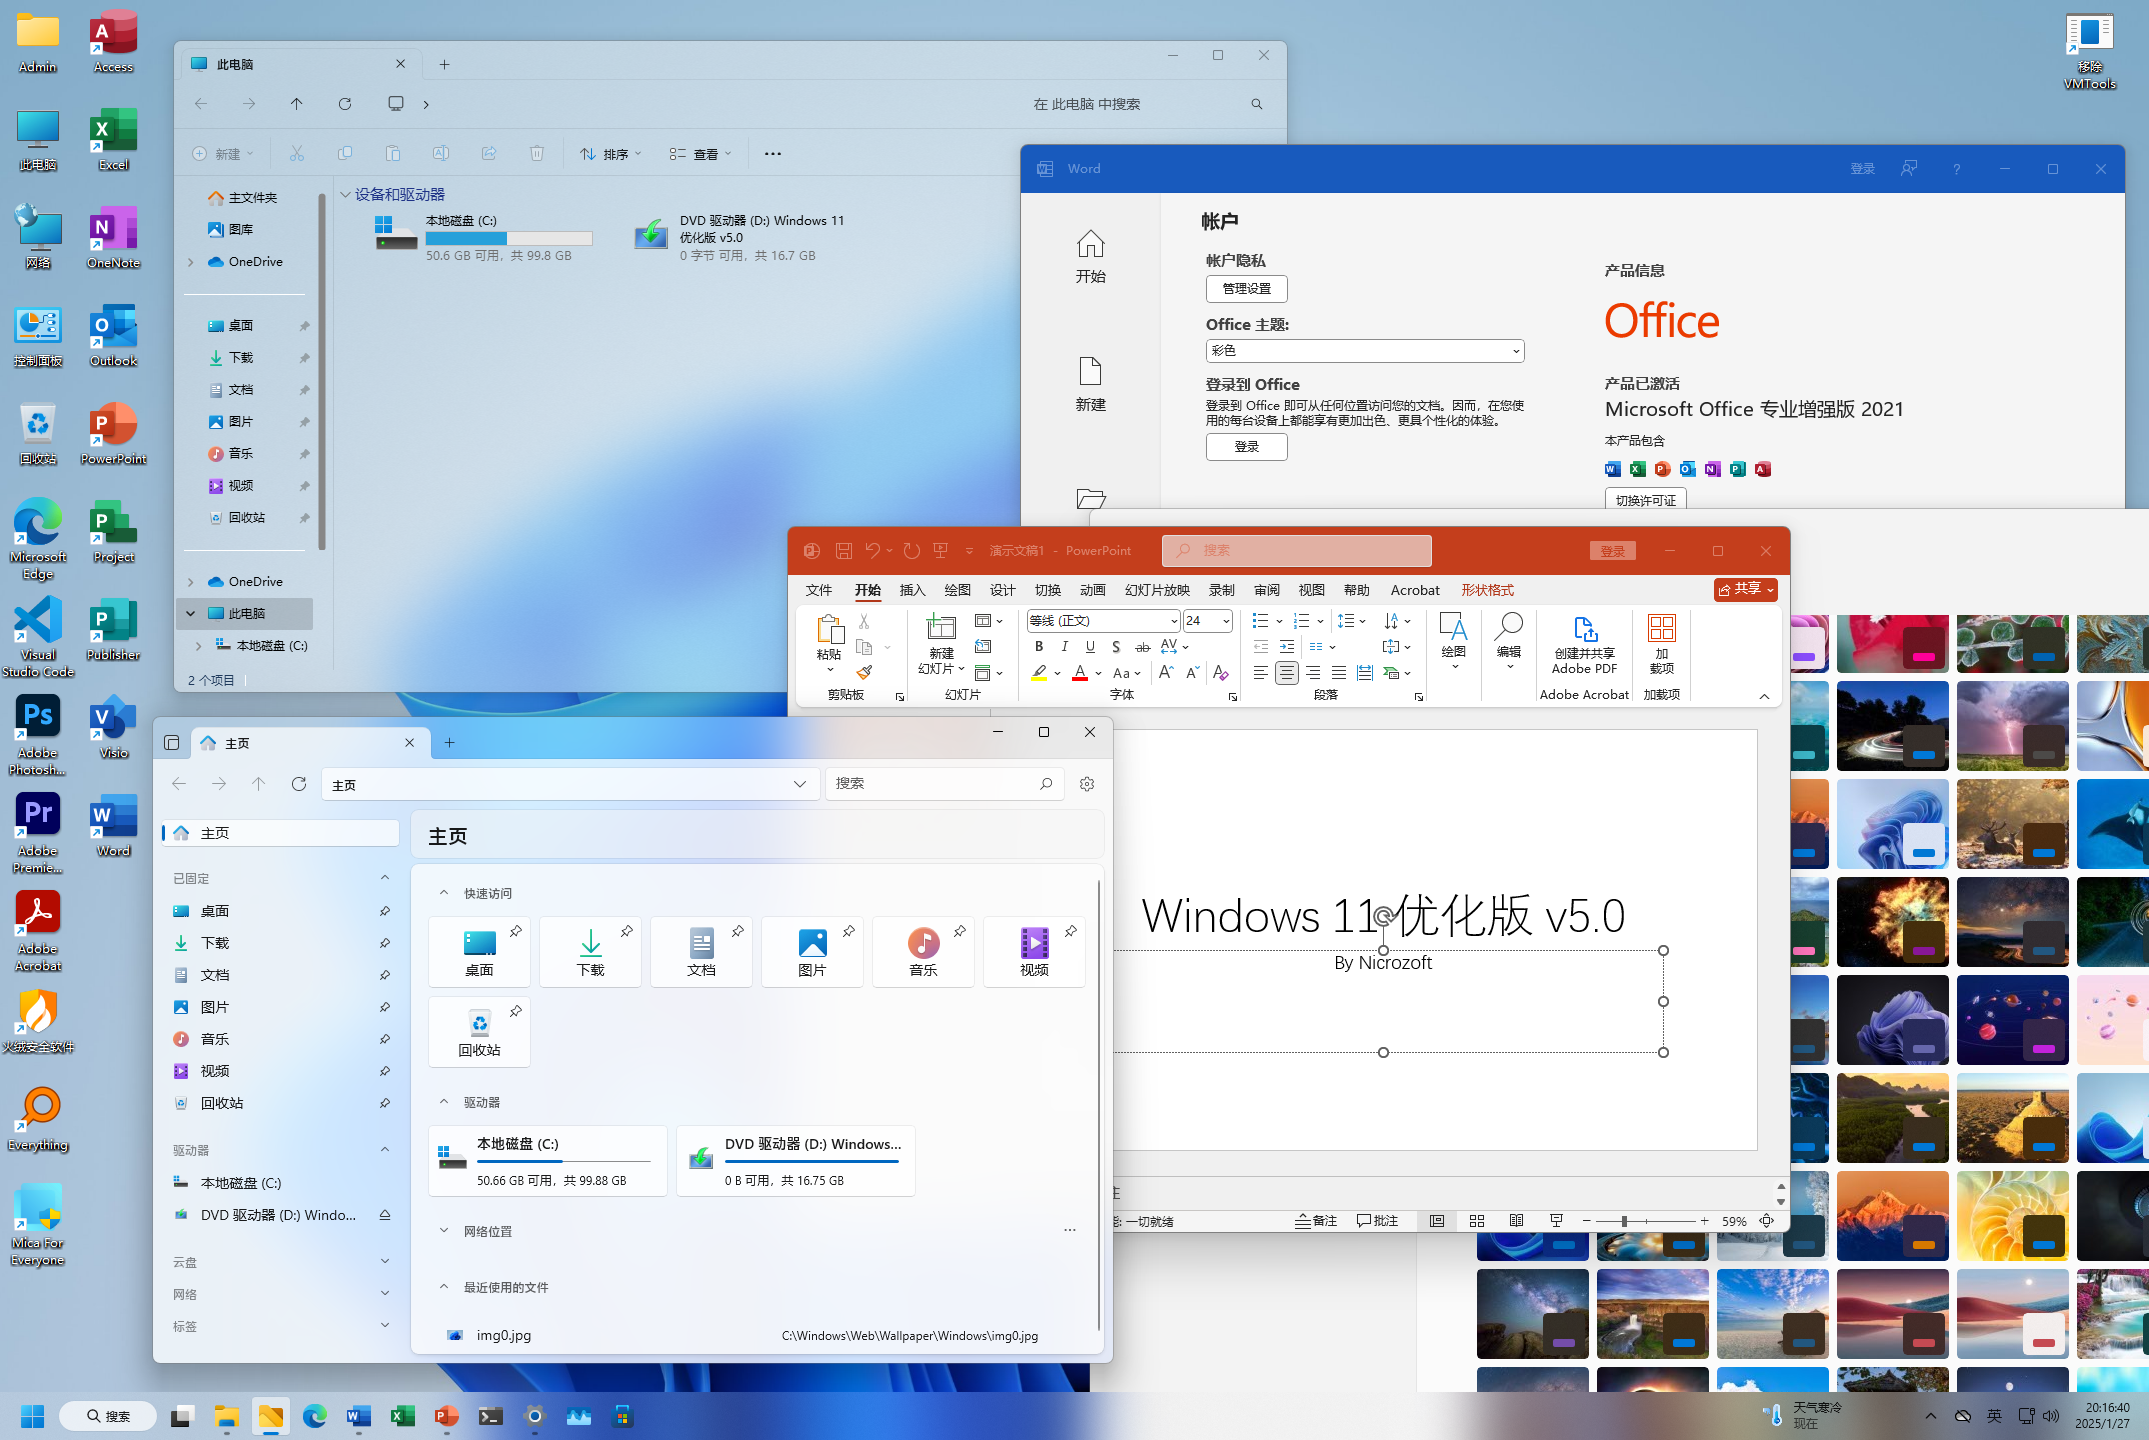 Admin
Access
此电脑
Excel
网络
OneNote
控制面板
Outlook
回收站
PowerPoint
Microsoft
Edge
Project
Visual
Studio Code
Publisher
Adobe
Photosh...
Visio
Adobe
Premie...
Word
Adobe
Acrobat
火绒安全软件
Everything
Mica For
Everyone
移除
VMTools
此电脑
在 此电脑 中搜索
新建
排序
查看
主文件夹
图库
OneDrive
桌面
下载
文档
图片
音乐
视频
回收站
OneDrive
此电脑
本地磁盘 (C:)
2 个项目
设备和驱动器
本地磁盘 (C:)
50.6 GB 可用，共 99.8 GB
DVD 驱动器 (D:) Windows 11
优化版 v5.0
0 字节 可用，共 16.7 GB
Word
登录
?
开始
新建
帐户
帐户隐私
管理设置
Office 主题:
彩色
登录到 Office
登录到 Office 即可从任何位置访问您的文档。因而，在您使
用的每台设备上都能享有更加出色、更具个性化的体验。
登录
产品信息
Office
产品已激活
Microsoft Office 专业增强版 2021
本产品包含
切换许可证
演示文稿1 - PowerPoint
搜索
登录
文件 开始 插入 绘图 设计 切换 动画 幻灯片放映 录制 审阅 视图 帮助 Acrobat 形状格式
共享
粘贴
剪贴板
新建
幻灯片
幻灯片
等线 (正文)
24
B I U S ab AV
A Aa A A A
字体
段落
绘图
编辑
创建并共享
Adobe PDF
Adobe Acrobat
加
载项
加载项
Windows 11 优化版 v5.0
By Nicrozoft
一切就绪
备注
批注
59%
主页
主页
搜索
主页
已固定
桌面
下载
文档
图片
音乐
视频
回收站
驱动器
本地磁盘 (C:)
DVD 驱动器 (D:) Windo...
云盘
网络
标签
主页
快速访问
桌面
下载
文档
图片
音乐
视频
回收站
驱动器
本地磁盘 (C:)
50.66 GB 可用，共 99.88 GB
DVD 驱动器 (D:) Windows...
0 B 可用，共 16.75 GB
网络位置
最近使用的文件
img0.jpg
C:\Windows\Web\Wallpaper\Windows\img0.jpg
搜索
天气寒冷
现在
英
20:16:40
2025/1/27